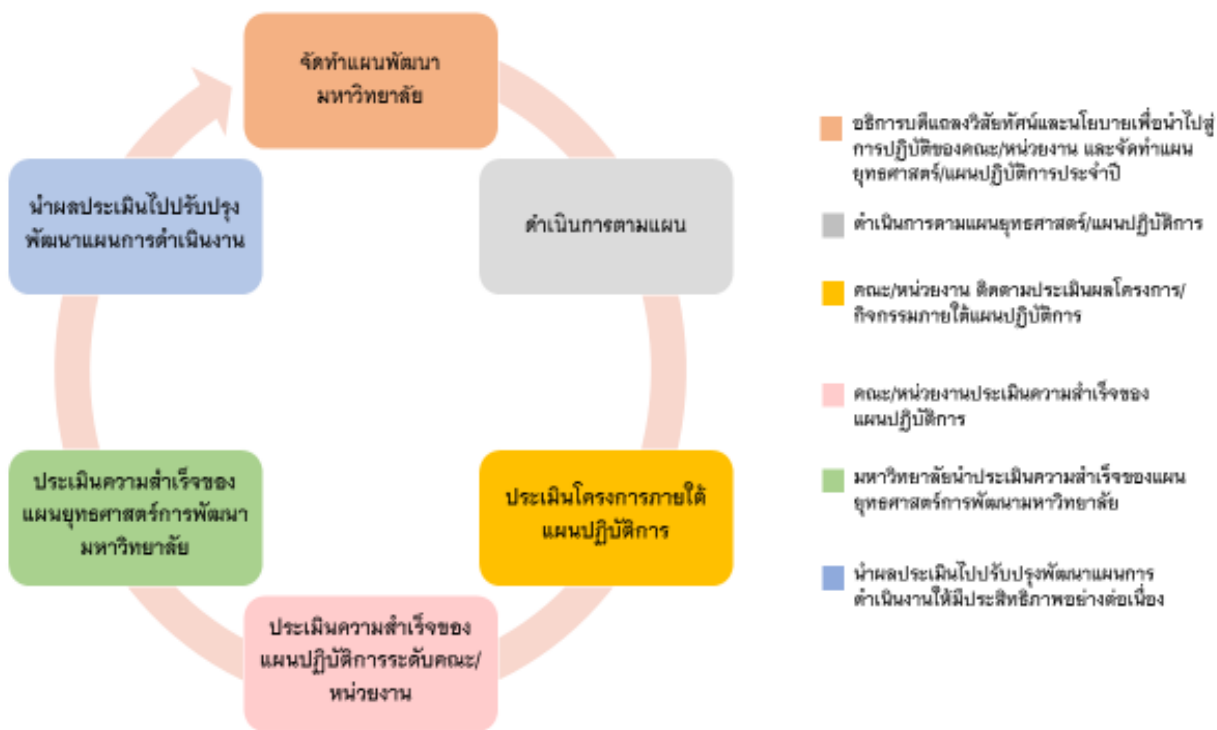 จัดทำแผนพัฒนา
มหาวิทยาลัย
ดำเนินการตามแผน
ประเมินโครงการภายใต้
แผนปฏิบัติการ
ประเมินความสำเร็จของ
แผนปฏิบัติการระดับคณะ/
หน่วยงาน
ประเมินความสำเร็จของ
แผนยุทธศาสตร์การพัฒนา
มหาวิทยาลัย
นำผลประเมินไปปรับปรุง
พัฒนาแผนการดำเนินงาน
อธิการบดีแถลงวิสัยทัศน์และนโยบายเพื่อนำไปสู่
การปฏิบัติของคณะ/หน่วยงาน และจัดทำแผน
ยุทธศาสตร์/แผนปฏิบัติการประจำปี
ดำเนินการตามแผนยุทธศาสตร์/แผนปฏิบัติการ
คณะ/หน่วยงาน ติดตามประเมินผลโครงการ/
กิจกรรมภายใต้แผนปฏิบัติการ
คณะ/หน่วยงานประเมินความสำเร็จของ
แผนปฏิบัติการ
มหาวิทยาลัยนำประเมินความสำเร็จของแผน
ยุทธศาสตร์การพัฒนามหาวิทยาลัย
นำผลประเมินไปปรับปรุงพัฒนาแผนการ
ดำเนินงานให้มีประสิทธิภาพอย่างต่อเนื่อง